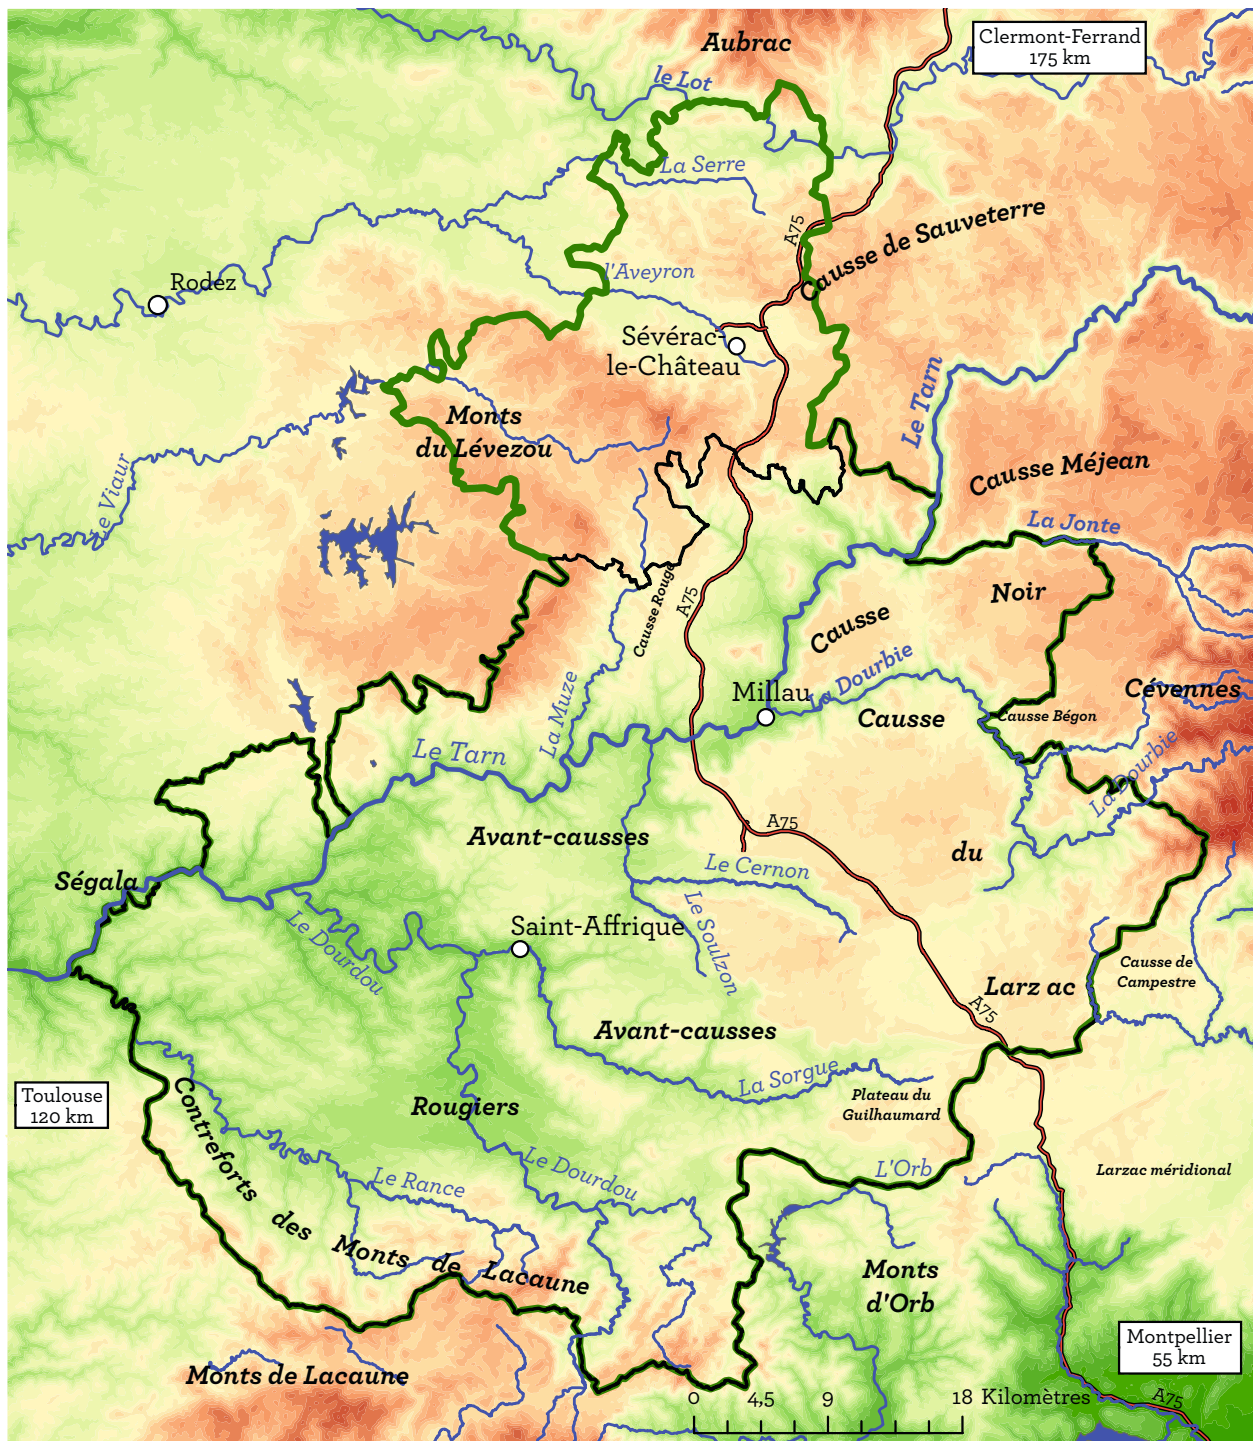 Clermont-Ferrand
175 km
Aubrac
le Lot
La Serre
A75
Causse de Sauveterre
l'Aveyron
Rodez
Sévérac-
le-Château
Le Tarn
Monts
du Lévezou
Causse Méjean
Le Viaur
La Jonte
Noir
Causse Rouge
A75
Causse
La Dourbie
Millau
Cévennes
Causse
Causse Bégon
La Muze
Le Tarn
La Dourbie
A75
Avant-causses
du
Le Cernon
Ségala
Le Soulzon
Le Dourdou
Saint-Affrique
Causse de
Campestre
Larz ac
A75
Avant-causses
La Sorgue
Toulouse
120 km
Plateau du
Guilhaumard
Rougiers
Contreforts des Monts de Lacaune
Le Dourdou
L'Orb
Larzac méridional
Le Rance
Monts
d'Orb
Montpellier
55 km
Monts de Lacaune
0 4,5 9 18 Kilomètres
A75